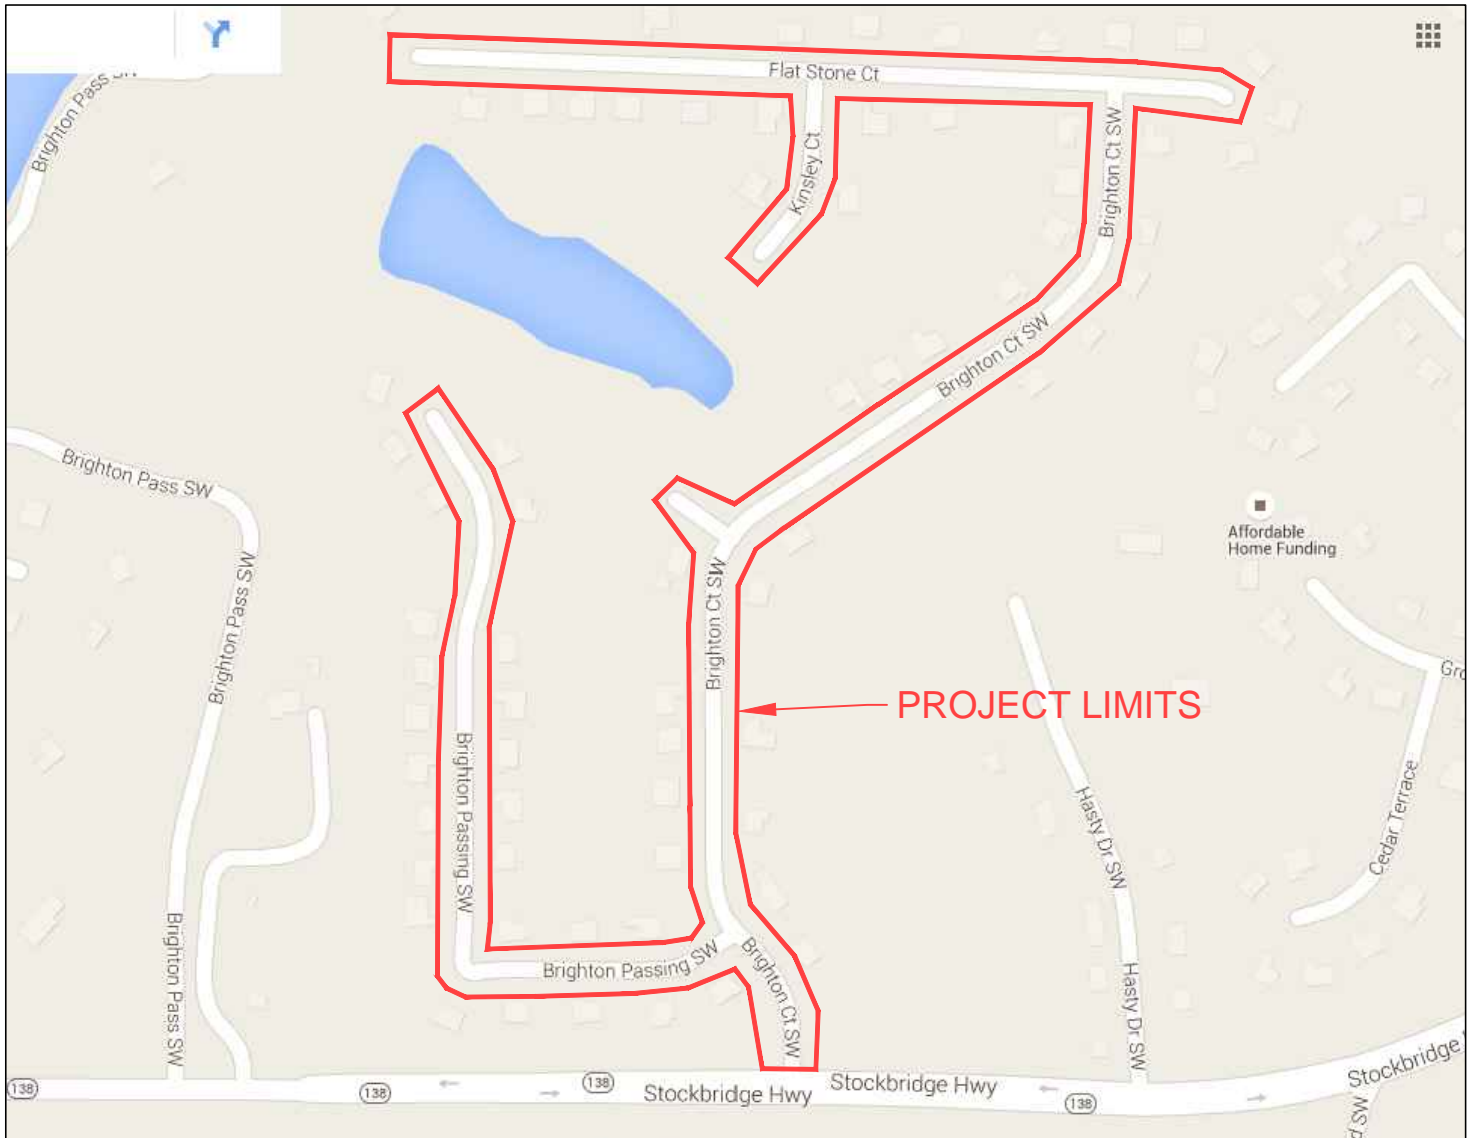 Flat Stone Ct
Brighton Pass SW
Kinsley Ct
Brighton Ct SW
Brighton Ct SW
Brighton Pass SW
Affordable
Home Funding
Brighton Pass SW
Brighton Ct SW
PROJECT LIMITS
Brighton Passing SW
Hasty Dr SW
Cedar Terrace
Brighton Pass SW
Brighton Passing SW
Brighton Ct SW
Hasty Dr SW
138
138
138
Stockbridge Hwy
Stockbridge Hwy
138
Stockbridge